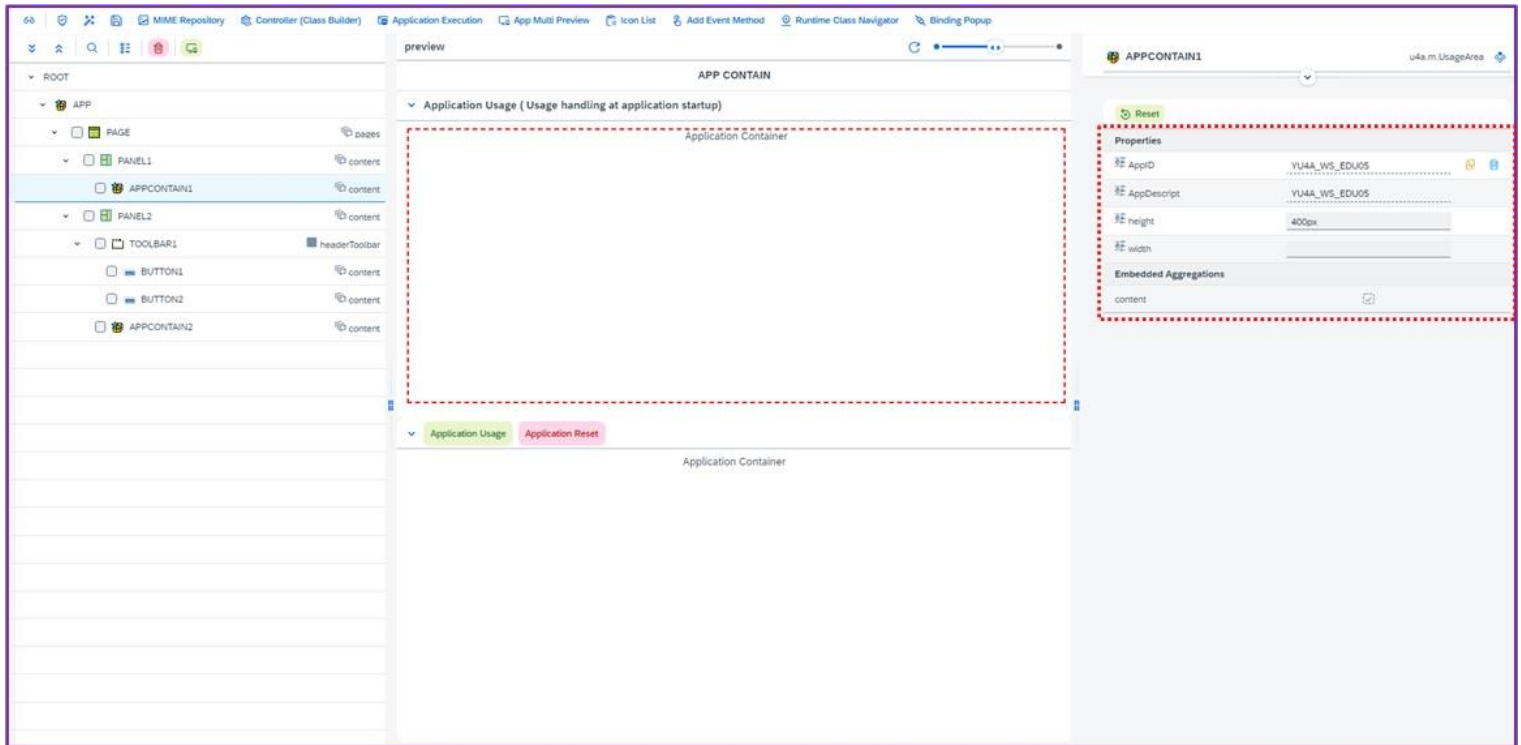 MIME Repository Controller (Class Builder) Application Execution App Multi Preview Icon List Add Event Method Runtime Class Navigator Binding Popup
preview
APP CONTAIN
APPCONTAIN1 u4a.m.UsageArea
ROOT
APP
PAGE pages
PANEL1 content
APPCONTAIN1 content
PANEL2 content
TOOLBAR1 headerToolbar
BUTTON1 content
BUTTON2 content
APPCONTAIN2 content
Application Usage ( Usage handling at application startup)
Application Container
Application Usage Application Reset
Application Container
Reset
Properties
AppID YU4A_WS_EDU05
AppDescript YU4A_WS_EDU05
height 400px
width
Embedded Aggregations
content